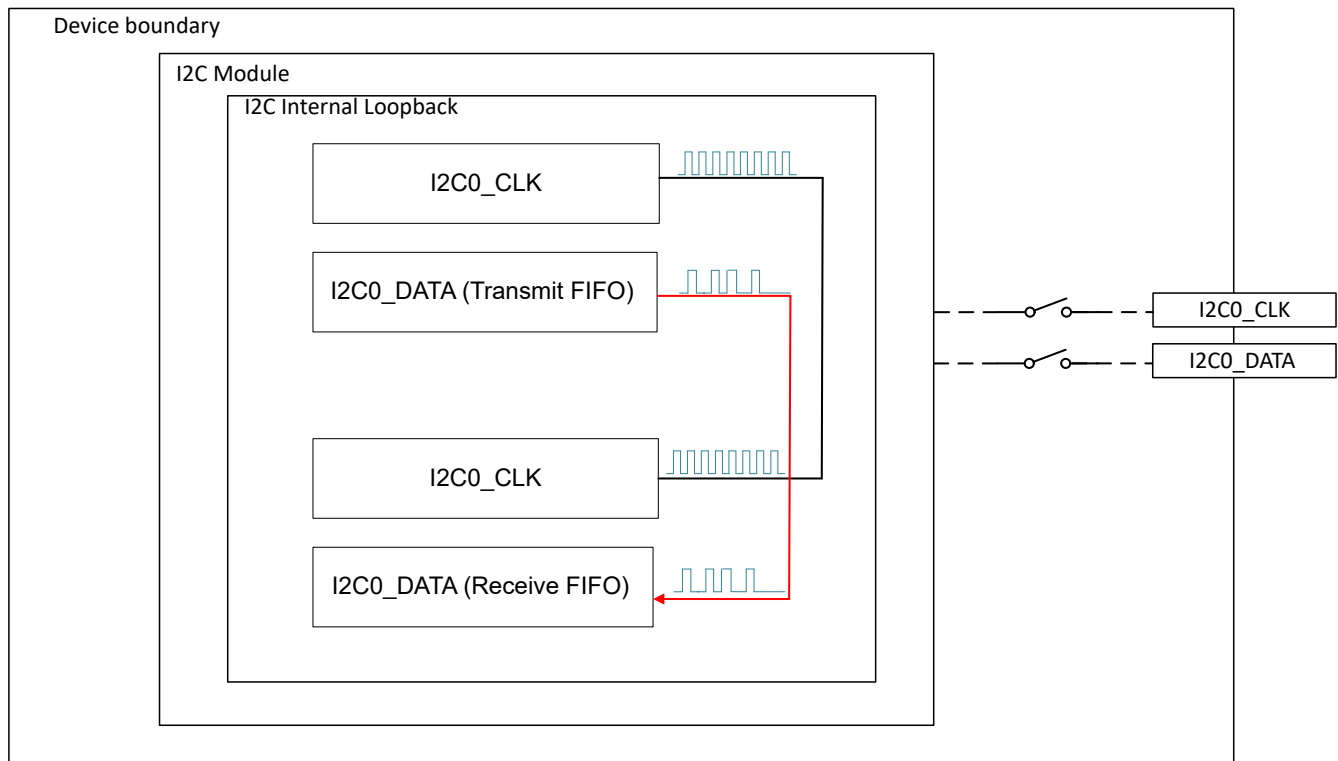 Device boundary
I2C Module
I2C Internal Loopback
I2C0_CLK
I2C0_DATA (Transmit FIFO)
I2C0_CLK
I2C0_DATA
I2C0_CLK
I2C0_DATA (Receive FIFO)